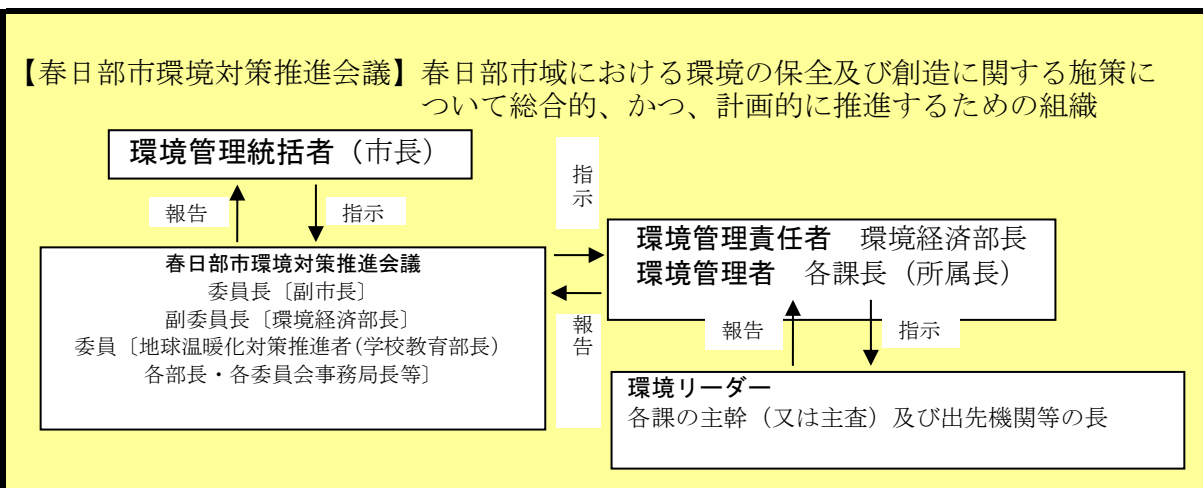 【春日部市環境対策推進会議】春日部市域における環境の保全及び創造に関する施策に
ついて総合的、かつ、計画的に推進するための組織
環境管理統括者（市長）
報告
指示
春日部市環境対策推進会議
委員長〔副市長〕
副委員長〔環境経済部長〕
委員〔地球温暖化対策推進者(学校教育部長)
各部長・各委員会事務局長等〕
指示
報告
環境管理責任者　環境経済部長
環境管理者　各課長（所属長）
報告
指示
環境リーダー
各課の主幹（又は主査）及び出先機関等の長